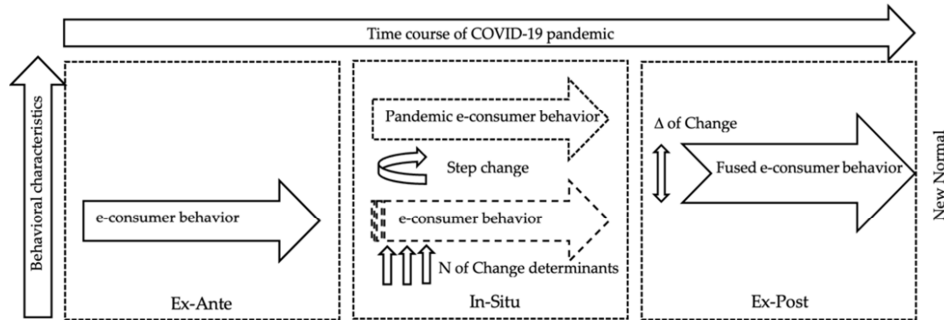 Time course of COVID-19 pandemic
Behavioral characteristics
e-consumer behavior
Ex-Ante
Pandemic e-consumer behavior
Step change
e-consumer behavior
N of Change determinants
In-Situ
Δ of Change
Fused e-consumer behavior
Ex-Post
New Normal